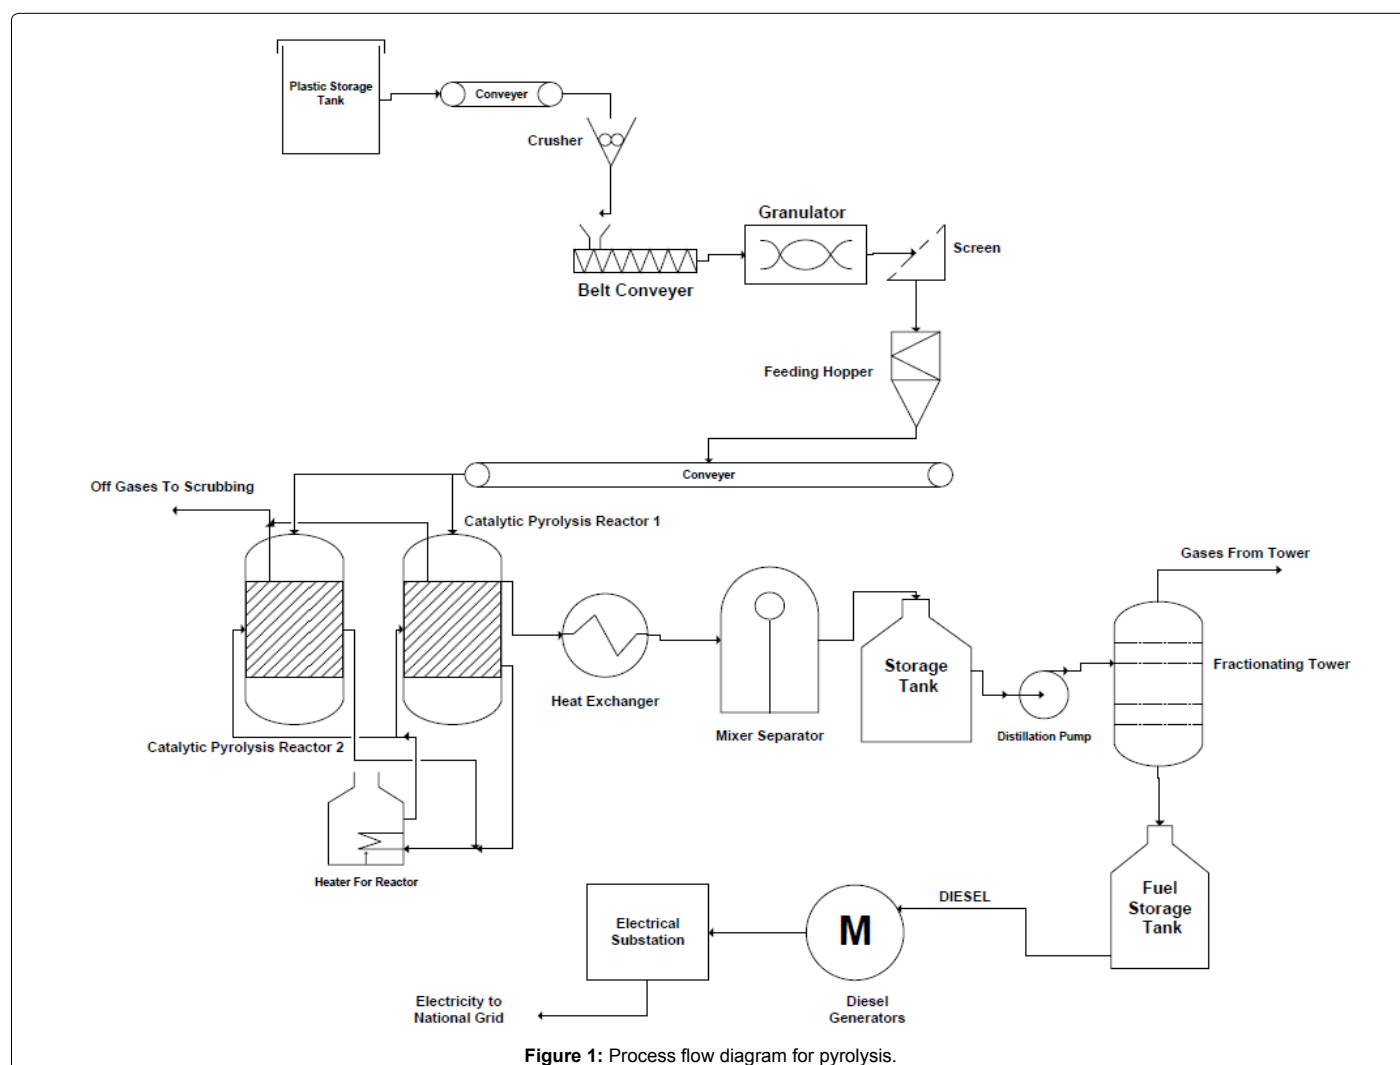 Plastic Storage
Tank
Conveyer
Crusher
Granulator
Screen
Belt Conveyer
Feeding Hopper
Conveyer
Off Gases To Scrubbing
Catalytic Pyrolysis Reactor 1
Gases From Tower
Storage
Tank
Fractionating Tower
Heat Exchanger
Mixer Separator
Distillation Pump
Catalytic Pyrolysis Reactor 2
Heater For Reactor
Fuel
Storage
Tank
DIESEL
M
Electrical
Substation
Diesel
Generators
Electricity to
National Grid
Figure 1: Process flow diagram for pyrolysis.